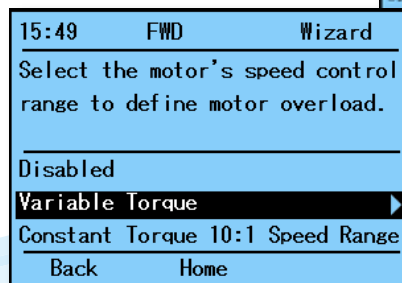 15:49 FWD Wizard
Select the motor's speed control
range to define motor overload.
Disabled
Variable Torque
Constant Torque 10:1 Speed Range
Back Home